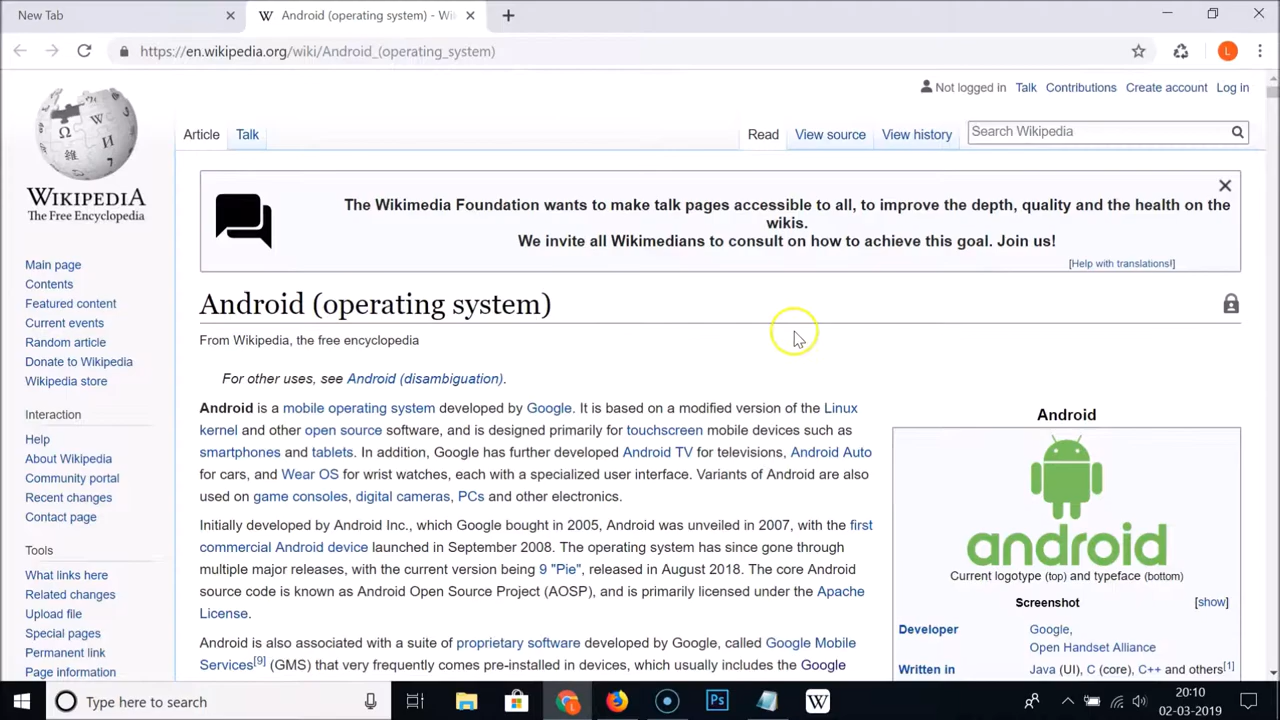 New Tab
Android (operating system) - Wi
https://en.wikipedia.org/wiki/Android_(operating_system)
L
Not logged in Talk Contributions Create account Log in
Article Talk Read View source View history Search Wikipedia
WIKIPEDIA
The Free Encyclopedia
The Wikimedia Foundation wants to make talk pages accessible to all, to improve the depth, quality and the health on the
wikis.
We invite all Wikimedians to consult on how to achieve this goal. Join us!
[Help with translations!]
Main page
Contents
Featured content
Current events
Random article
Donate to Wikipedia
Wikipedia store
Interaction
Help
About Wikipedia
Community portal
Recent changes
Contact page
Tools
What links here
Related changes
Upload file
Special pages
Permanent link
Page information
Android (operating system)
From Wikipedia, the free encyclopedia
For other uses, see Android (disambiguation).
Android is a mobile operating system developed by Google. It is based on a modified version of the Linux
kernel and other open source software, and is designed primarily for touchscreen mobile devices such as
smartphones and tablets. In addition, Google has further developed Android TV for televisions, Android Auto
for cars, and Wear OS for wrist watches, each with a specialized user interface. Variants of Android are also
used on game consoles, digital cameras, PCs and other electronics.
Initially developed by Android Inc., which Google bought in 2005, Android was unveiled in 2007, with the first
commercial Android device launched in September 2008. The operating system has since gone through
multiple major releases, with the current version being 9 "Pie", released in August 2018. The core Android
source code is known as Android Open Source Project (AOSP), and is primarily licensed under the Apache
License.
Android is also associated with a suite of proprietary software developed by Google, called Google Mobile
Services[9] (GMS) that very frequently comes pre-installed in devices, which usually includes the Google
Android
android
Current logotype (top) and typeface (bottom)
Screenshot [show]
Developer Google,
Open Handset Alliance
Written in Java (UI), C (core), C++ and others[1]
Type here to search
Ps
W
20:10
02-03-2019